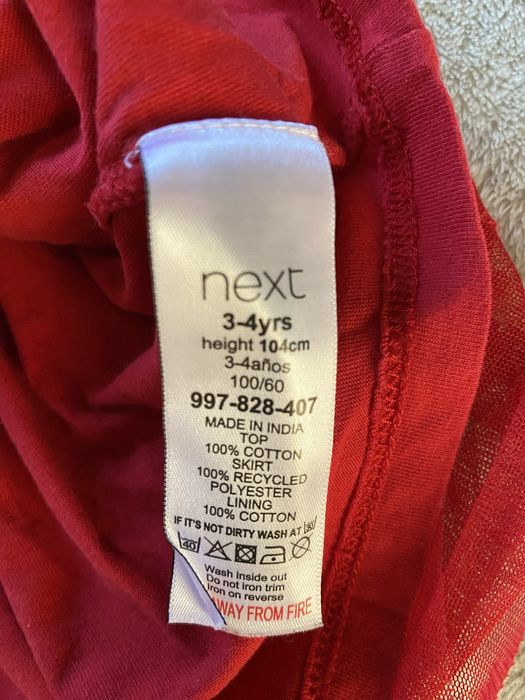 next
3-4yrs
height 104cm
3-4años
100/60
997-828-407
MADE IN INDIA
TOP
100% COTTON
SKIRT
100% RECYCLED
POLYESTER
LINING
100% COTTON
IF IT'S NOT DIRTY WASH AT 30
40
Wash inside out
Do not iron trim
Iron on reverse
AWAY FROM FIRE